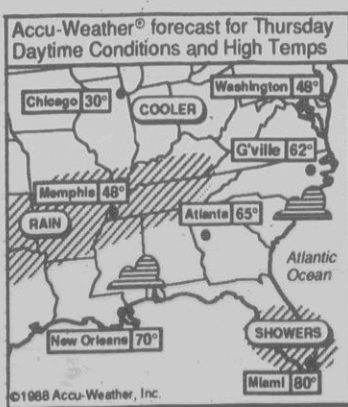 Accu-Weather® forecast for Thursday
Daytime Conditions and High Temps
Washington 48°
Chicago 30°
COOLER
G'ville 62°
Memphis 48°
Atlanta 65°
RAIN
Atlantic
Ocean
New Orleans 70°
SHOWERS
Miami 80°
©1988 Accu-Weather, Inc.